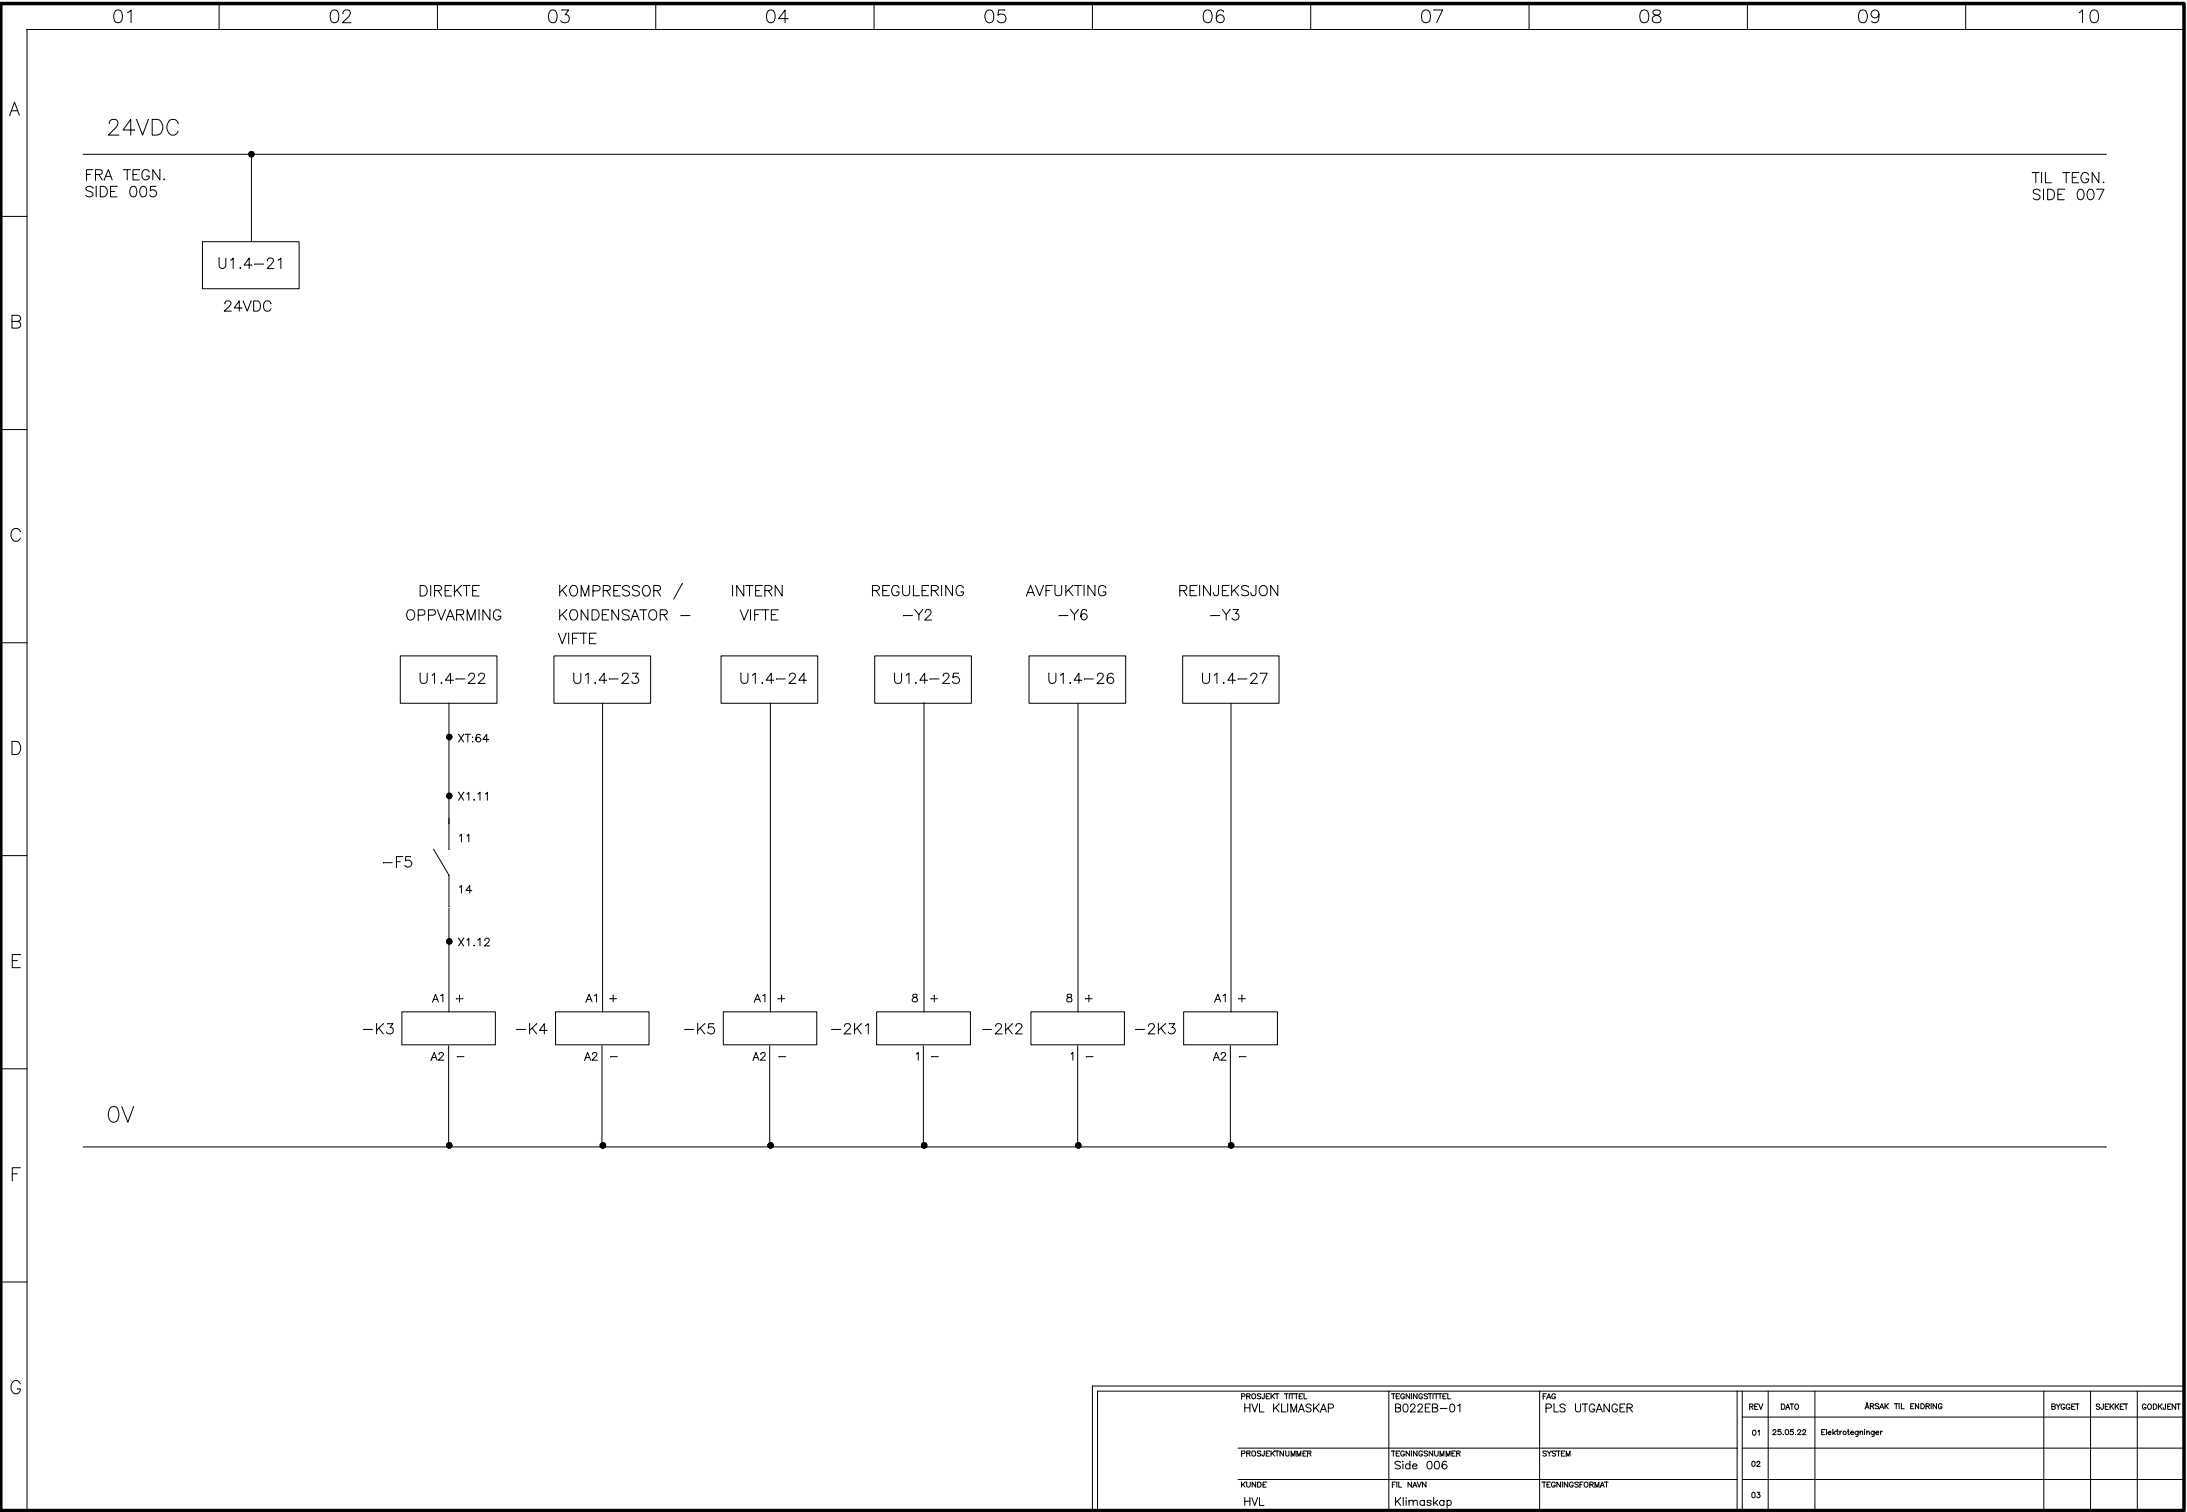 01 02 03 04 05 06 07 08 09 10
A
24VDC
FRA TEGN.
SIDE 005
TIL TEGN.
SIDE 007
U1.4-21
24VDC
B
C
DIREKTE
OPPVARMING
KOMPRESSOR /
KONDENSATOR -
VIFTE
INTERN
VIFTE
REGULERING
-Y2
AVFUKTING
-Y6
REINJEKSJON
-Y3
U1.4-22 U1.4-23 U1.4-24 U1.4-25 U1.4-26 U1.4-27
D
XT:64
X1.11
11
-F5
14
X1.12
E
A1 + A1 + A1 + 8 + 8 + A1 +
-K3 -K4 -K5 -2K1 -2K2 -2K3
A2 - A2 - A2 - 1 - 1 - A2 -
0V
F
G
PROSJEKT TITTEL
HVL KLIMASKAP
TEGNINGSTITTEL
B022EB-01
FAG
PLS UTGANGER
PROSJEKTNUMMER
TEGNINGSNUMMER
Side 006
SYSTEM
KUNDE
HVL
FIL NAVN
Klimaskap
TEGNINGSFORMAT
REV DATO ÅRSAK TIL ENDRING BYGGET SJEKKET GODKJENT
01 25.05.22 Elektrotegninger
02
03